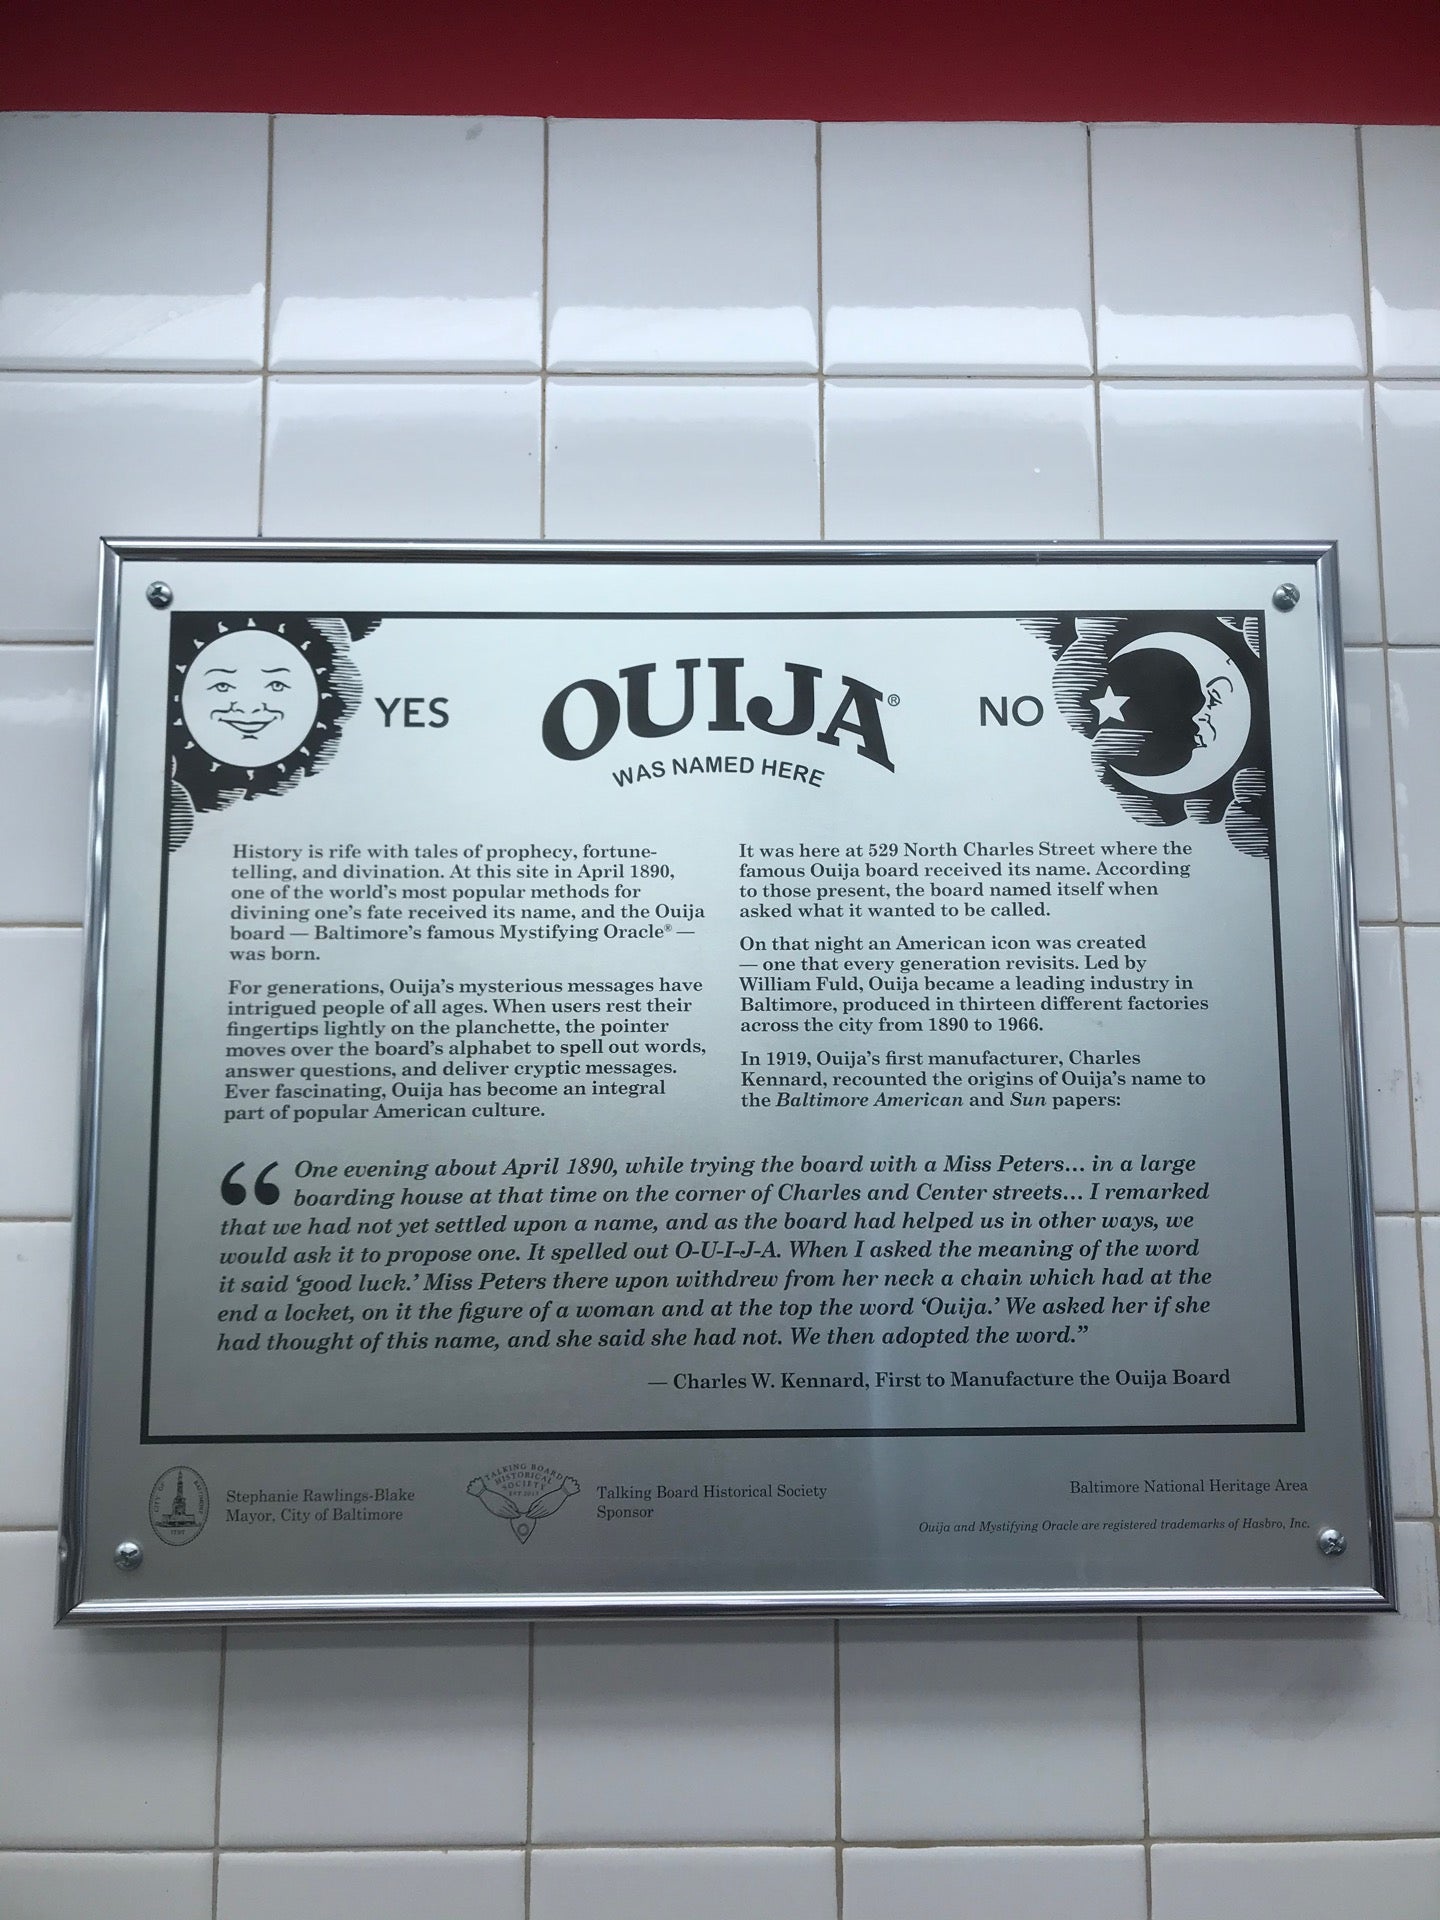 YES
OUIJA®
NO
WAS NAMED HERE
History is rife with tales of prophecy, fortune-
telling, and divination. At this site in April 1890,
one of the world's most popular methods for
divining one's fate received its name, and the Ouija
board — Baltimore's famous Mystifying Oracle® —
was born.
For generations, Ouija's mysterious messages have
intrigued people of all ages. When users rest their
fingertips lightly on the planchette, the pointer
moves over the board's alphabet to spell out words,
answer questions, and deliver cryptic messages.
Ever fascinating, Ouija has become an integral
part of popular American culture.
It was here at 529 North Charles Street where the
famous Ouija board received its name. According
to those present, the board named itself when
asked what it wanted to be called.
On that night an American icon was created
— one that every generation revisits. Led by
William Fuld, Ouija became a leading industry in
Baltimore, produced in thirteen different factories
across the city from 1890 to 1966.
In 1919, Ouija's first manufacturer, Charles
Kennard, recounted the origins of Ouija's name to
the Baltimore American and Sun papers:
“One evening about April 1890, while trying the board with a Miss Peters... in a large
boarding house at that time on the corner of Charles and Center streets... I remarked
that we had not yet settled upon a name, and as the board had helped us in other ways, we
would ask it to propose one. It spelled out O-U-I-J-A. When I asked the meaning of the word
it said ‘good luck.’ Miss Peters there upon withdrew from her neck a chain which had at the
end a locket, on it the figure of a woman and at the top the word ‘Ouija.’ We asked her if she
had thought of this name, and she said she had not. We then adopted the word.”
— Charles W. Kennard, First to Manufacture the Ouija Board
CITY OF BALTIMORE
1797
Stephanie Rawlings-Blake
Mayor, City of Baltimore
TALKING BOARD
HISTORICAL
SOCIETY
Talking Board Historical Society
Sponsor
Baltimore National Heritage Area
Ouija and Mystifying Oracle are registered trademarks of Hasbro, Inc.